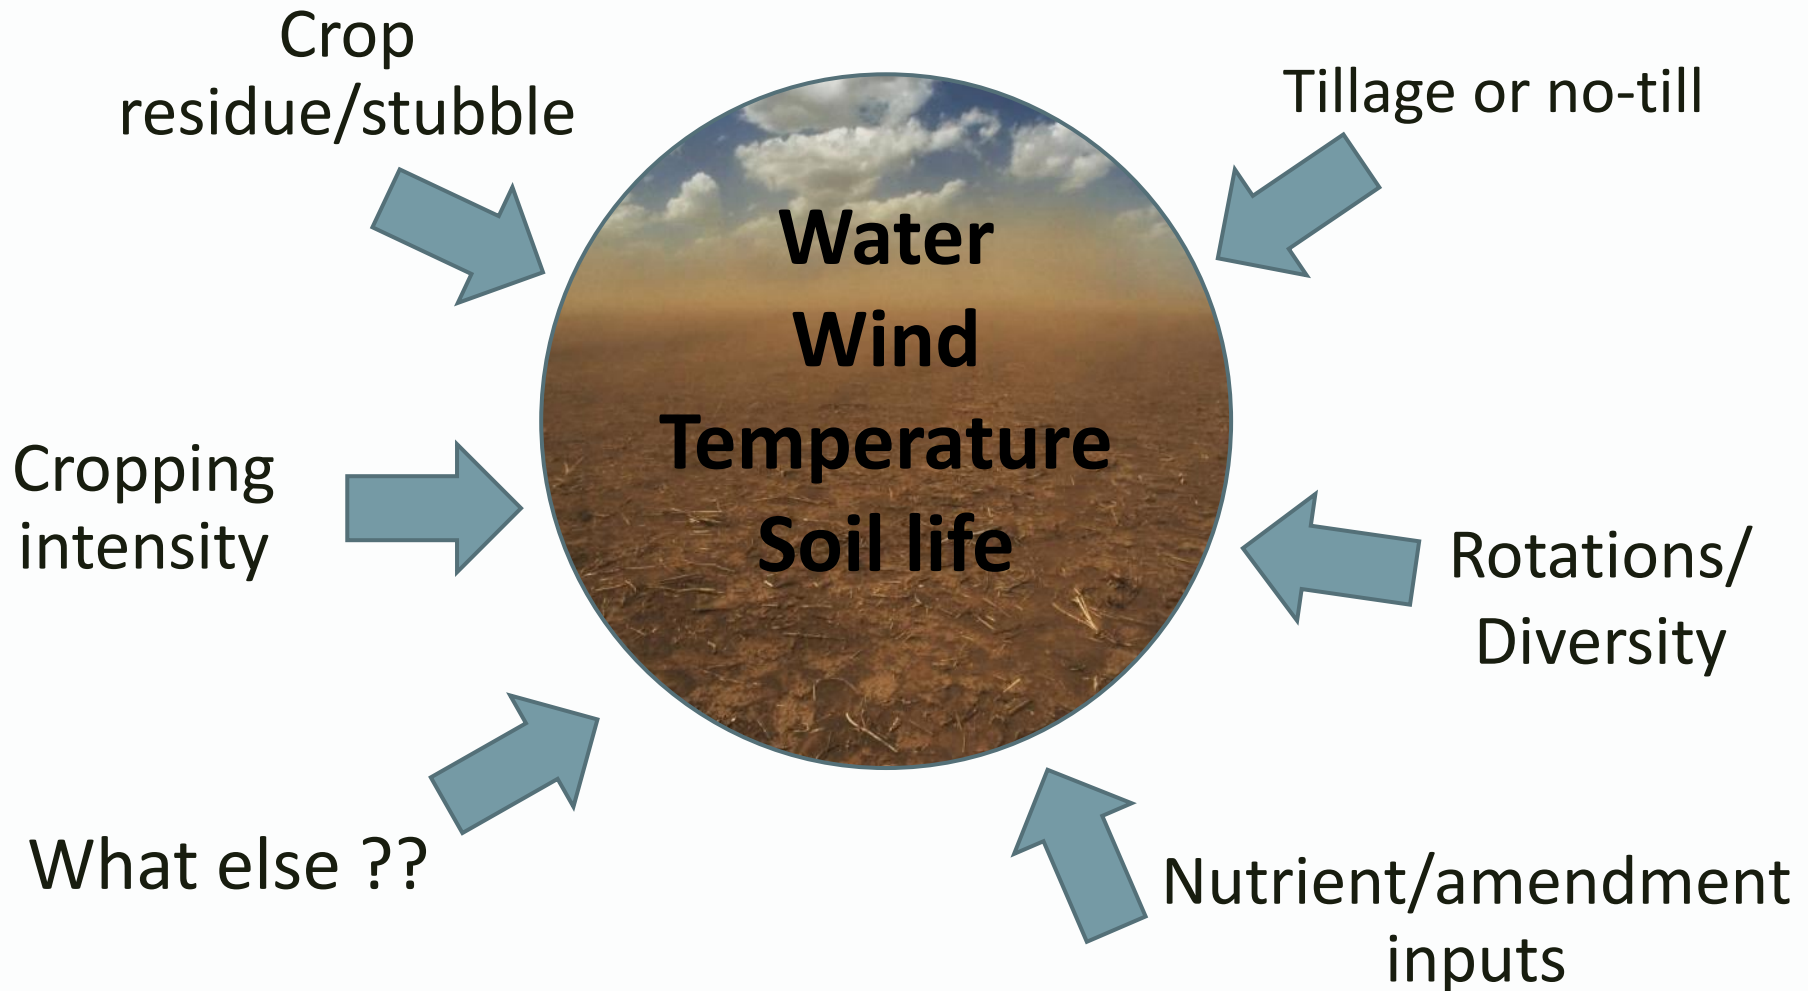 Crop
residue/stubble
Tillage or no-till
Water
Wind
Temperature
Soil life
Cropping
intensity
Rotations/
Diversity
What else ??
Nutrient/amendment
inputs